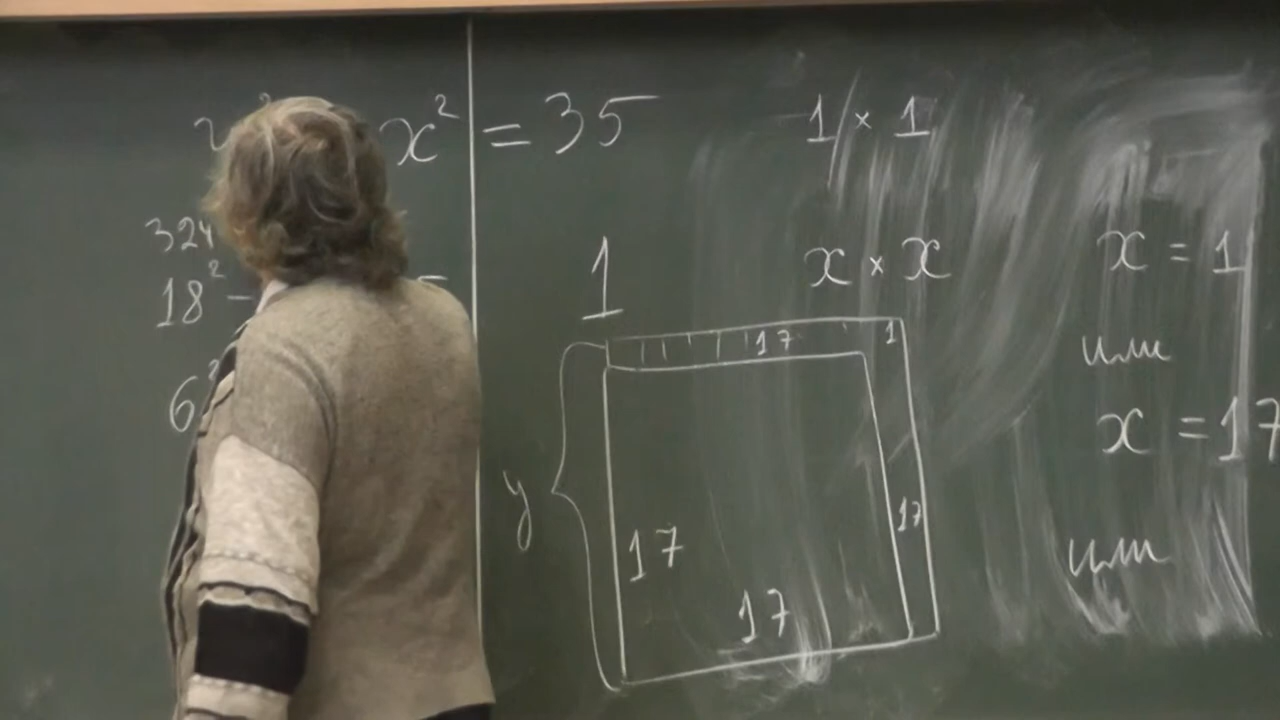 x² = 35
1 × 1
324
18² –
6
1
x × x
x = 1
или
x = 17
или
17
1
y
17
17
17